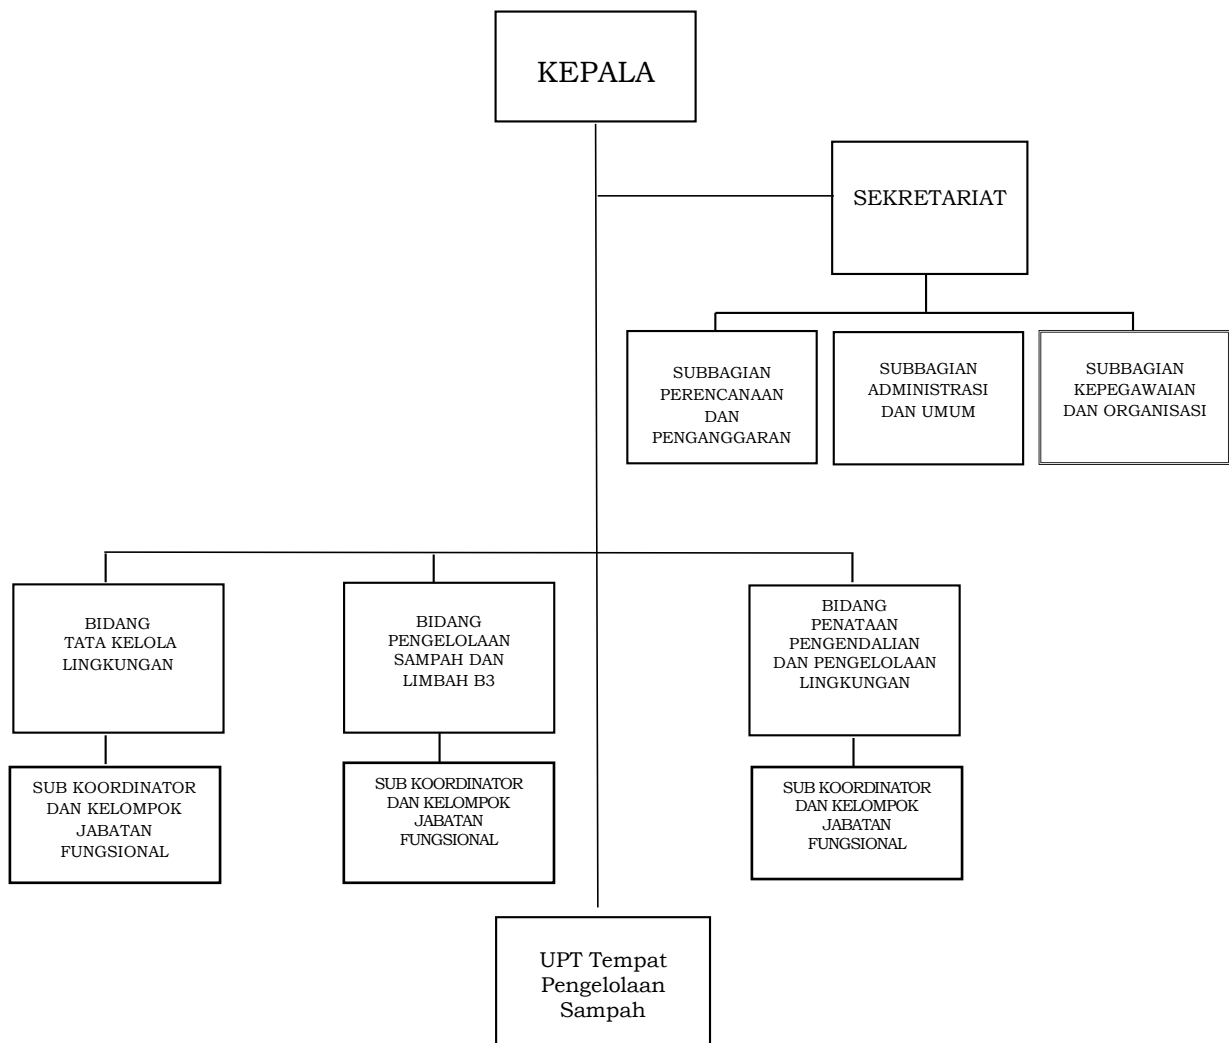 KEPALA
SEKRETARIAT
SUBBAGIAN
PERENCANAAN
DAN
PENGANGGARAN
SUBBAGIAN
ADMINISTRASI
DAN UMUM
SUBBAGIAN
KEPEGAWAIAN
DAN ORGANISASI
BIDANG
TATA KELOLA
LINGKUNGAN
BIDANG
PENGELOLAAN
SAMPAH DAN
LIMBAH B3
BIDANG
PENATAAN
PENGENDALIAN
DAN PENGELOLAAN
LINGKUNGAN
SUB KOORDINATOR
DAN KELOMPOK
JABATAN
FUNGSIONAL
SUB KOORDINATOR
DAN KELOMPOK
JABATAN
FUNGSIONAL
SUB KOORDINATOR
DAN KELOMPOK
JABATAN
FUNGSIONAL
UPT Tempat
Pengelolaan
Sampah